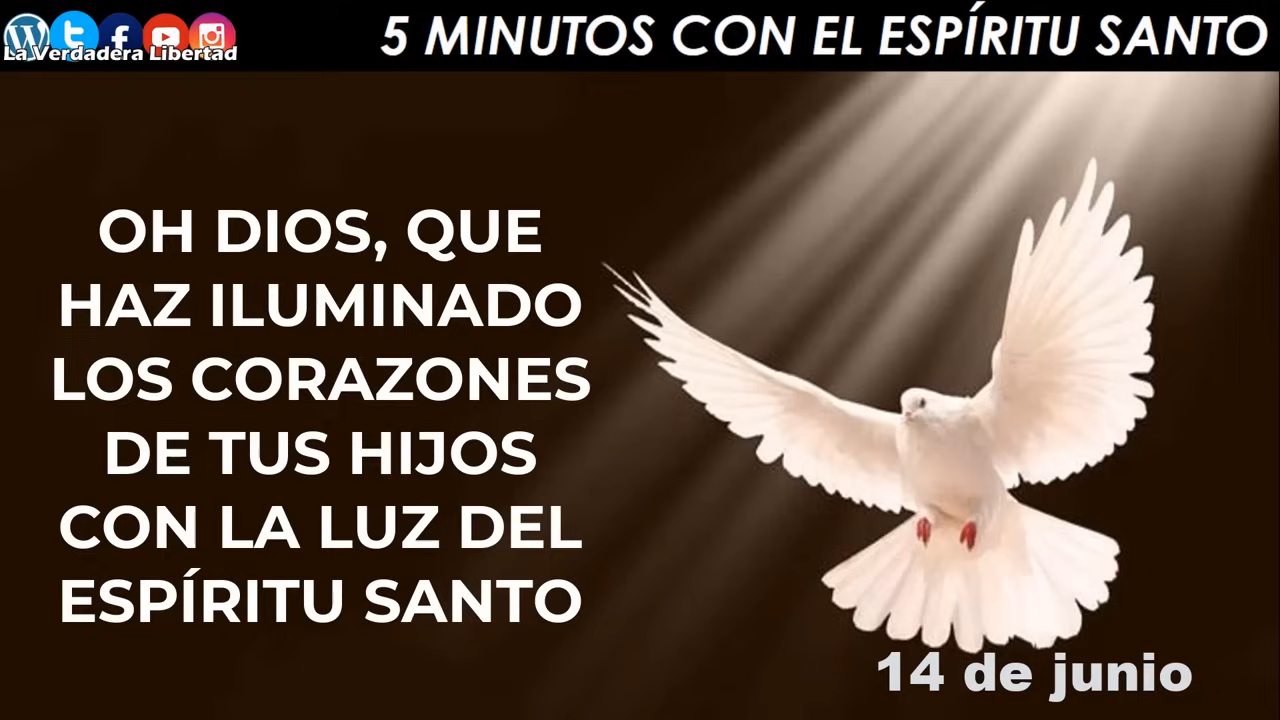 La Verdadera Libertad
5 MINUTOS CON EL ESPÍRITU SANTO
OH DIOS, QUE
HAZ ILUMINADO
LOS CORAZONES
DE TUS HIJOS
CON LA LUZ DEL
ESPÍRITU SANTO
14 de junio